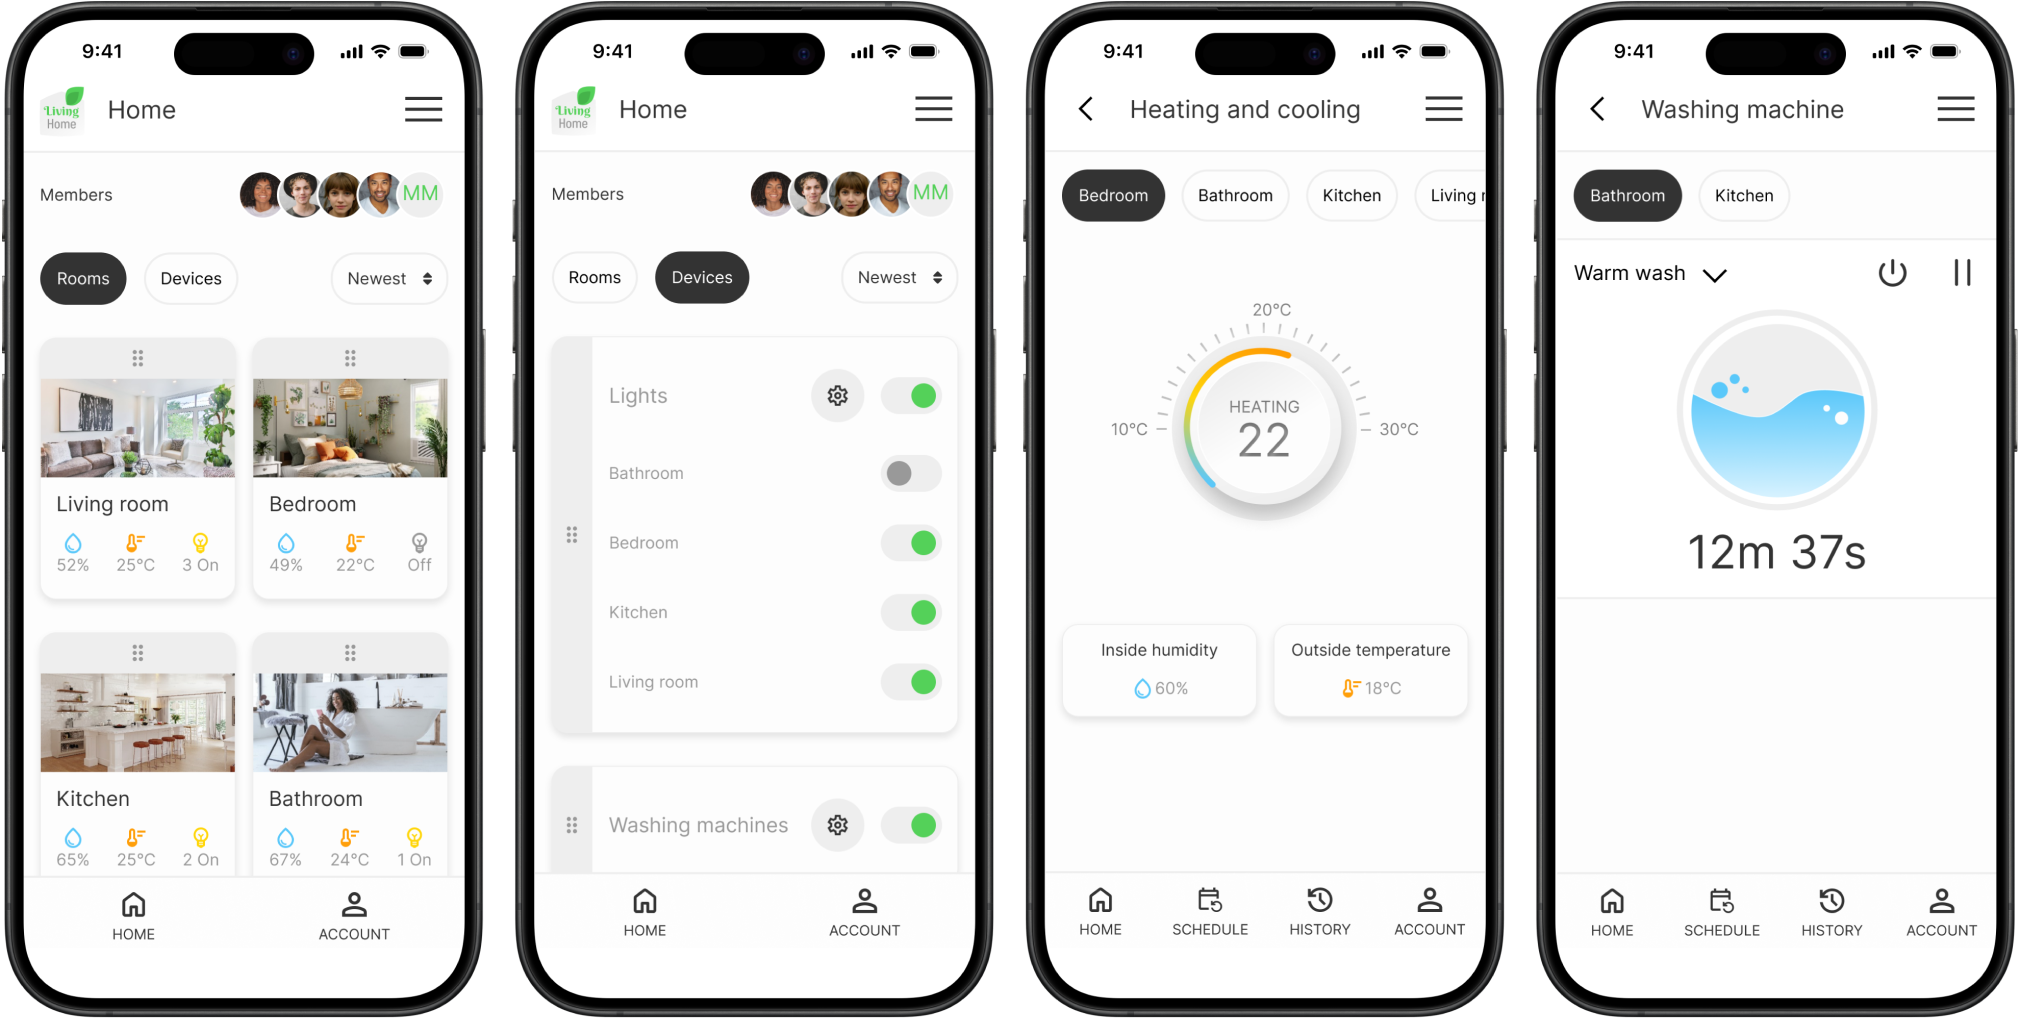 9:41
Living
Home
Home
Members
MM
Rooms
Devices
Newest
Living room
52%
25°C
3 On
Bedroom
49%
22°C
Off
Kitchen
65%
25°C
2 On
Bathroom
67%
24°C
1 On
HOME
ACCOUNT
9:41
Living
Home
Home
Members
MM
Rooms
Devices
Newest
Lights
Bathroom
Bedroom
Kitchen
Living room
Washing machines
HOME
ACCOUNT
9:41
Heating and cooling
Bedroom
Bathroom
Kitchen
Living r
20°C
10°C
30°C
HEATING
22
Inside humidity
60%
Outside temperature
18°C
HOME
SCHEDULE
HISTORY
ACCOUNT
9:41
Washing machine
Bathroom
Kitchen
Warm wash
12m 37s
HOME
SCHEDULE
HISTORY
ACCOUNT